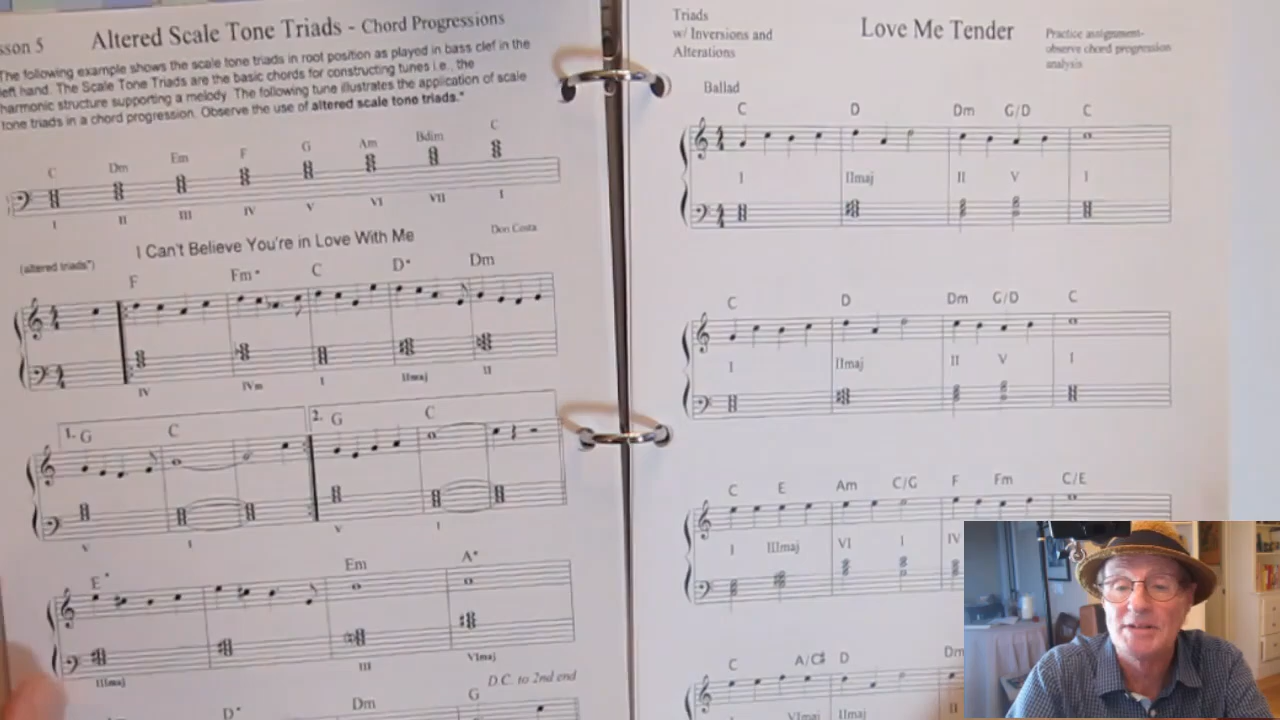 sson 5
Altered Scale Tone Triads - Chord Progressions
The following example shows the scale tone triads in root position as played in bass clef in the
left hand. The Scale Tone Triads are the basic chords for constructing tunes i.e., the
harmonic structure supporting a melody. The following tune illustrates the application of scale
tone triads in a chord progression. Observe the use of altered scale tone triads."
C Dm Em F G Am Bdim C
I II III IV V VI VII I
I Can't Believe You're in Love With Me
Don Costa
(altered triads*)
F Fm* C D* Dm
IV IVm I IImaj II
1. G C 2. G C
V I V I
E* Em A*
IIImaj III VImaj
D.C. to 2nd end
D* Dm G
Triads
w/ Inversions and
Alterations
Love Me Tender
Practice assignment-
observe chord progression
analysis
Ballad
C D Dm G/D C
I IImaj II V I
C D Dm G/D C
I IImaj II V I
C E Am C/G F Fm C/E
I IIImaj VI I IV
C A/C# D Dm
VImaj IImaj II